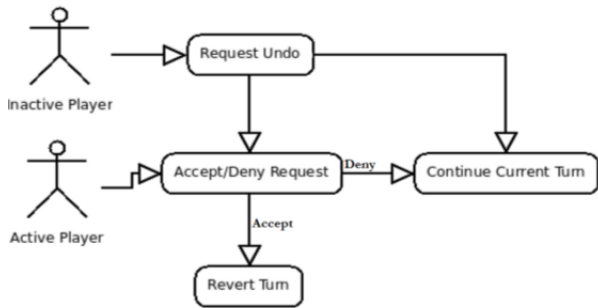 Request Undo
Inactive Player
Accept/Deny Request
Deny
Continue Current Turn
Active Player
Accept
Revert Turn